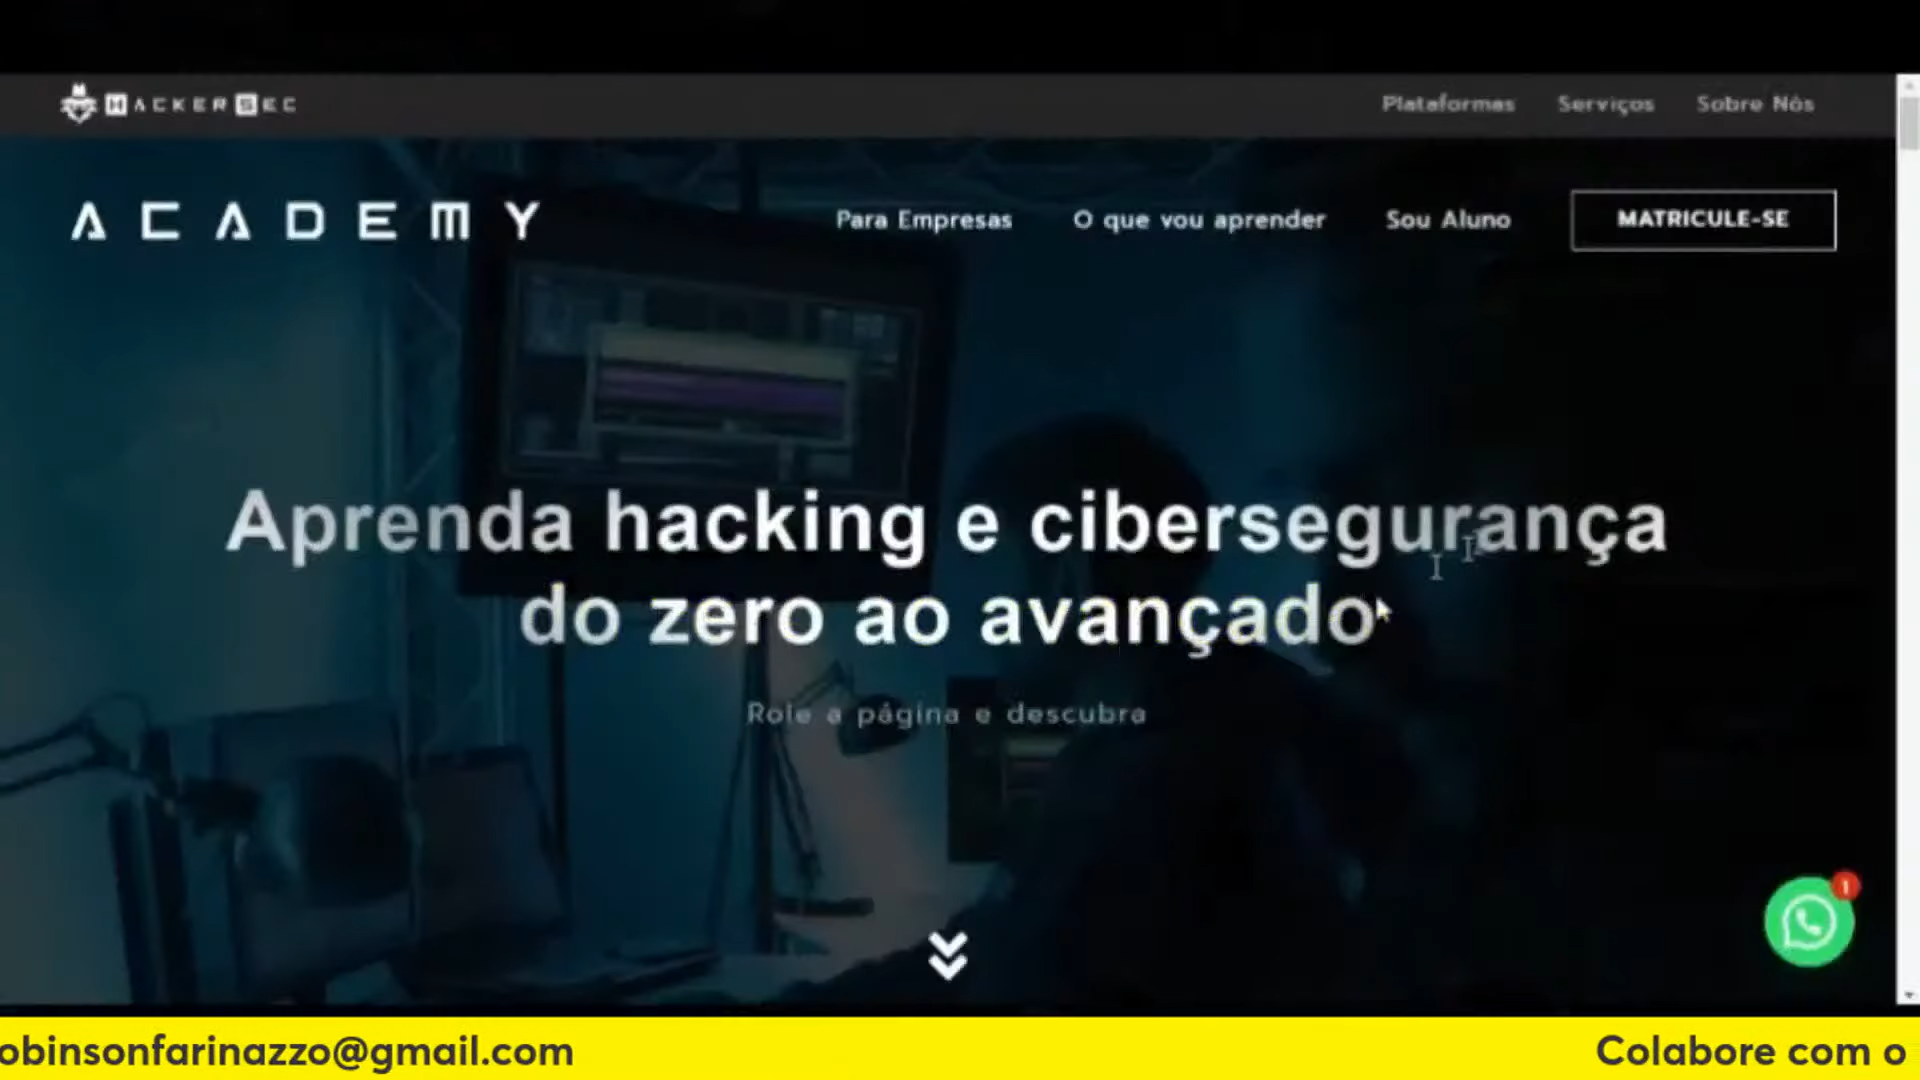 HACKERSEC
Plataformas Serviços Sobre Nós
ACADEMY
Para Empresas O que vou aprender Sou Aluno MATRICULE-SE
Aprenda hacking e cibersegurança
do zero ao avançado
Role a página e descubra
1
obinsonfarinazzo@gmail.com Colabore com o